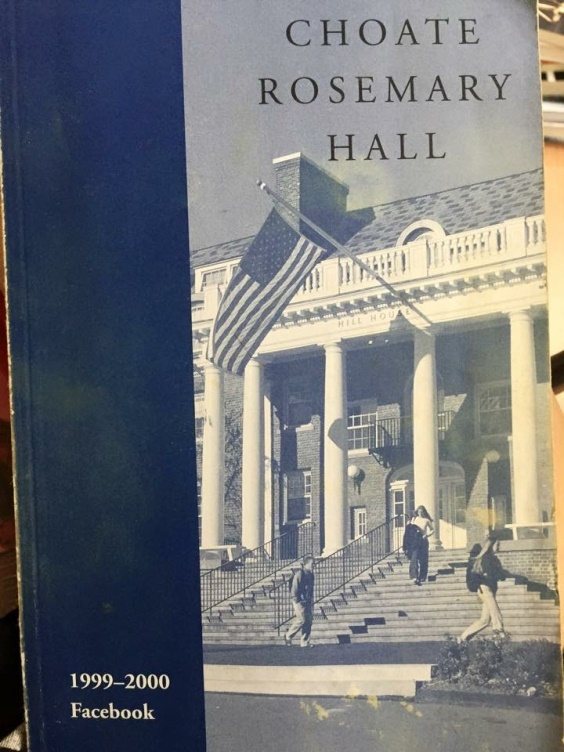 CHOATE
ROSEMARY
HALL
HILL HOUSE
1999–2000
Facebook